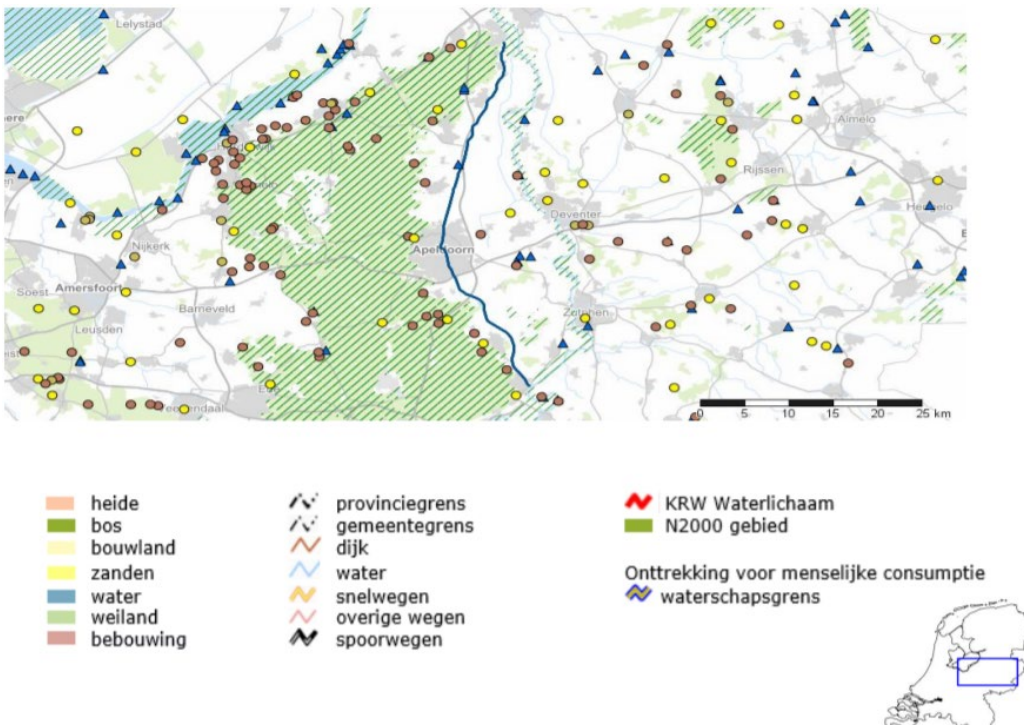 Lelystad
Almelo
Rijssen
Deventer
Nijkerk
Apeldoorn
Soest
Amersfoort
Barneveld
Zutphen
Leusden
0 5 10 15 20 25 km
heide
bos
bouwland
zanden
water
weiland
bebouwing
provinciegrens
gemeentegrens
dijk
water
snelwegen
overige wegen
spoorwegen
KRW Waterlichaam
N2000 gebied
Onttrekking voor menselijke consumptie
waterschapsgrens